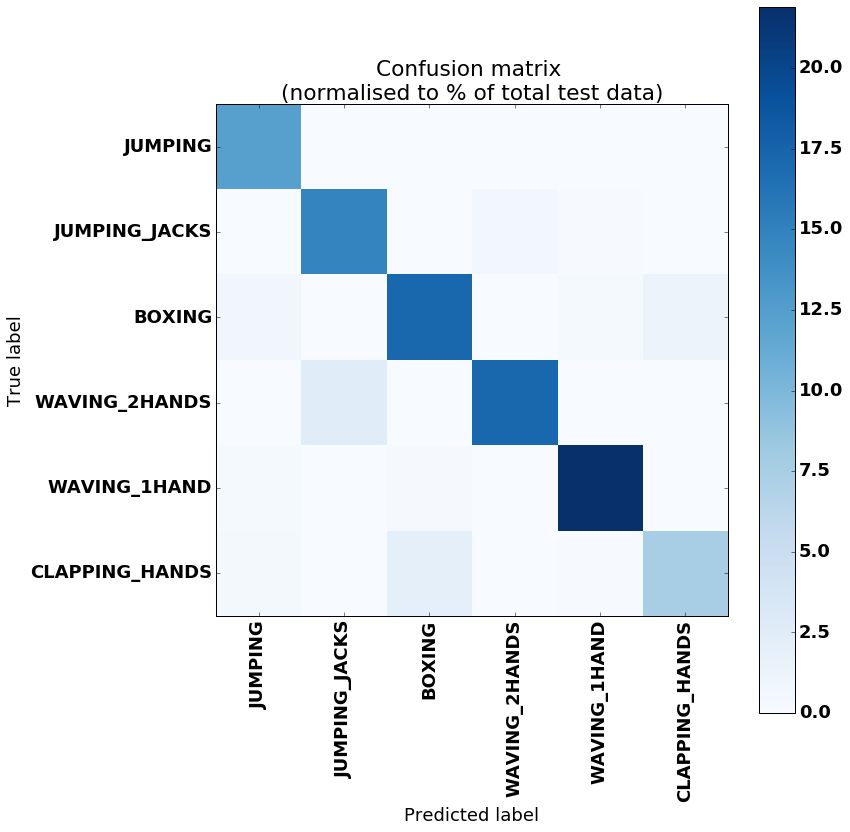 Confusion matrix
(normalised to % of total test data)
True label
JUMPING
JUMPING_JACKS
BOXING
WAVING_2HANDS
WAVING_1HAND
CLAPPING_HANDS
JUMPING
JUMPING_JACKS
BOXING
WAVING_2HANDS
WAVING_1HAND
CLAPPING_HANDS
Predicted label
20.0
17.5
15.0
12.5
10.0
7.5
5.0
2.5
0.0